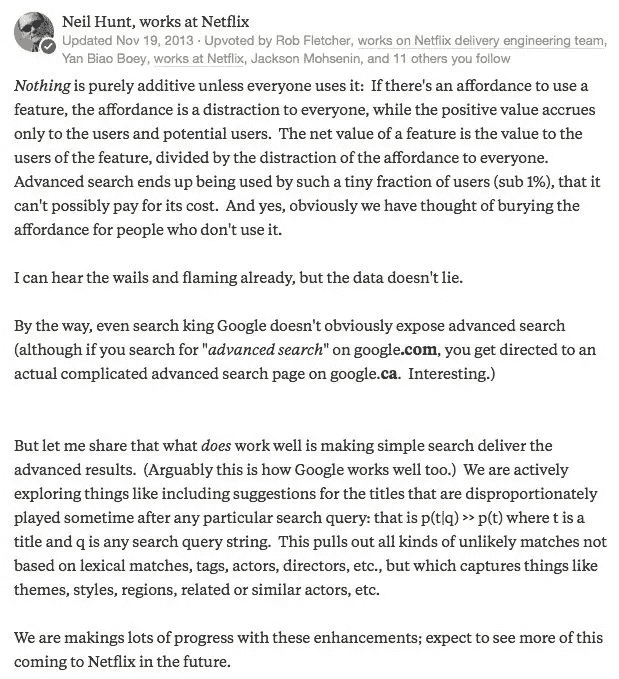 Neil Hunt, works at Netflix
Updated Nov 19, 2013 · Upvoted by Rob Fletcher, works on Netflix delivery engineering team,
Yan Biao Boey, works at Netflix, Jackson Mohsenin, and 11 others you follow
Nothing is purely additive unless everyone uses it:  If there's an affordance to use a
feature, the affordance is a distraction to everyone, while the positive value accrues
only to the users and potential users.  The net value of a feature is the value to the
users of the feature, divided by the distraction of the affordance to everyone.
Advanced search ends up being used by such a tiny fraction of users (sub 1%), that it
can't possibly pay for its cost.  And yes, obviously we have thought of burying the
affordance for people who don't use it.
I can hear the wails and flaming already, but the data doesn't lie.
By the way, even search king Google doesn't obviously expose advanced search
(although if you search for "advanced search" on google.com, you get directed to an
actual complicated advanced search page on google.ca.  Interesting.)
But let me share that what does work well is making simple search deliver the
advanced results.  (Arguably this is how Google works well too.)  We are actively
exploring things like including suggestions for the titles that are disproportionately
played sometime after any particular search query: that is p(t|q) >> p(t) where t is a
title and q is any search query string.  This pulls out all kinds of unlikely matches not
based on lexical matches, tags, actors, directors, etc., but which captures things like
themes, styles, regions, related or similar actors, etc.
We are makings lots of progress with these enhancements; expect to see more of this
coming to Netflix in the future.